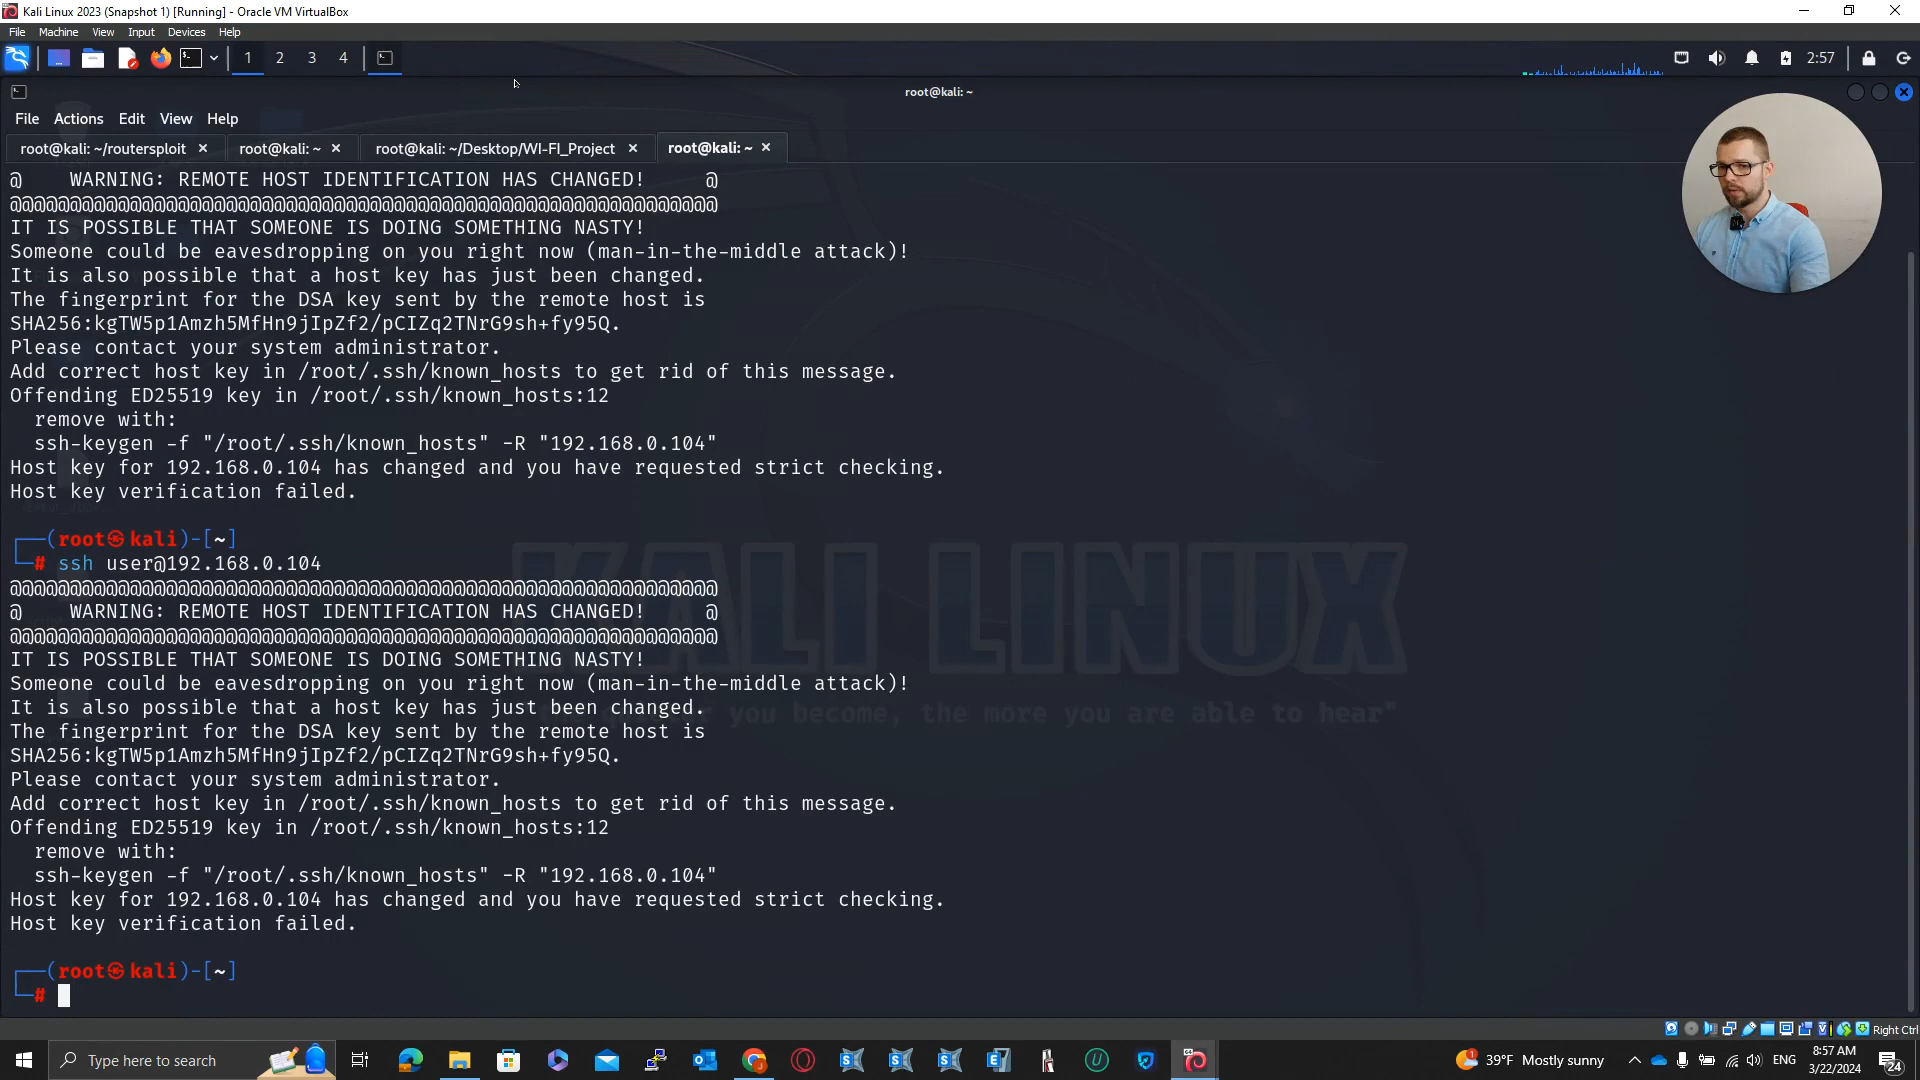 Kali Linux 2023 (Snapshot 1) [Running] - Oracle VM VirtualBox
File Machine View Input Devices Help
1 2 3 4 2:57
root@kali: ~
File Actions Edit View Help
root@kali: ~/routersploit root@kali: ~ root@kali: ~/Desktop/WI-FI_Project root@kali: ~
@    WARNING: REMOTE HOST IDENTIFICATION HAS CHANGED!     @
@@@@@@@@@@@@@@@@@@@@@@@@@@@@@@@@@@@@@@@@@@@@@@@@@@@@@@@@@@@
IT IS POSSIBLE THAT SOMEONE IS DOING SOMETHING NASTY!
Someone could be eavesdropping on you right now (man-in-the-middle attack)!
It is also possible that a host key has just been changed.
The fingerprint for the DSA key sent by the remote host is
SHA256:kgTW5p1Amzh5MfHn9jIpZf2/pCIZq2TNrG9sh+fy95Q.
Please contact your system administrator.
Add correct host key in /root/.ssh/known_hosts to get rid of this message.
Offending ED25519 key in /root/.ssh/known_hosts:12
  remove with:
  ssh-keygen -f "/root/.ssh/known_hosts" -R "192.168.0.104"
Host key for 192.168.0.104 has changed and you have requested strict checking.
Host key verification failed.
┌──(root㉿kali)-[~]
└─# ssh user@192.168.0.104
@@@@@@@@@@@@@@@@@@@@@@@@@@@@@@@@@@@@@@@@@@@@@@@@@@@@@@@@@@@
@    WARNING: REMOTE HOST IDENTIFICATION HAS CHANGED!     @
@@@@@@@@@@@@@@@@@@@@@@@@@@@@@@@@@@@@@@@@@@@@@@@@@@@@@@@@@@@
IT IS POSSIBLE THAT SOMEONE IS DOING SOMETHING NASTY!
Someone could be eavesdropping on you right now (man-in-the-middle attack)!
It is also possible that a host key has just been changed.
The fingerprint for the DSA key sent by the remote host is
SHA256:kgTW5p1Amzh5MfHn9jIpZf2/pCIZq2TNrG9sh+fy95Q.
Please contact your system administrator.
Add correct host key in /root/.ssh/known_hosts to get rid of this message.
Offending ED25519 key in /root/.ssh/known_hosts:12
  remove with:
  ssh-keygen -f "/root/.ssh/known_hosts" -R "192.168.0.104"
Host key for 192.168.0.104 has changed and you have requested strict checking.
Host key verification failed.
┌──(root㉿kali)-[~]
└─#
KALI LINUX
you become, the more you are able to hear"
Right Ctrl
Type here to search
39°F Mostly sunny
ENG
8:57 AM
3/22/2024
24